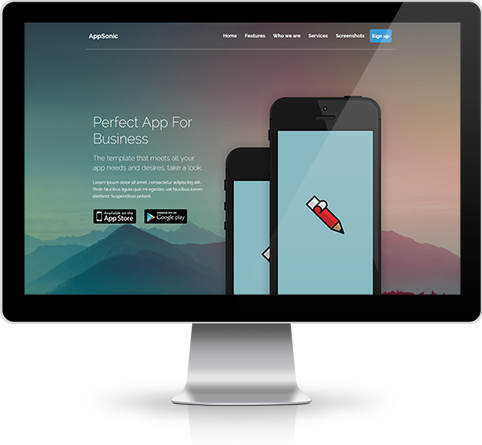 AppSonic
Home Features Who we are Services Screenshots Sign up
Perfect App For
Business
The template that meets all your
app needs and desires, take a look.
Lorem ipsum dolor sit amet, consectetur adipiscing elit.
Proin faucibus ligula quis mi egestas, vel faucibus lorem
eleifend. Suspendisse potenti.
Available on the
App Store
ANDROID APP ON
Google play